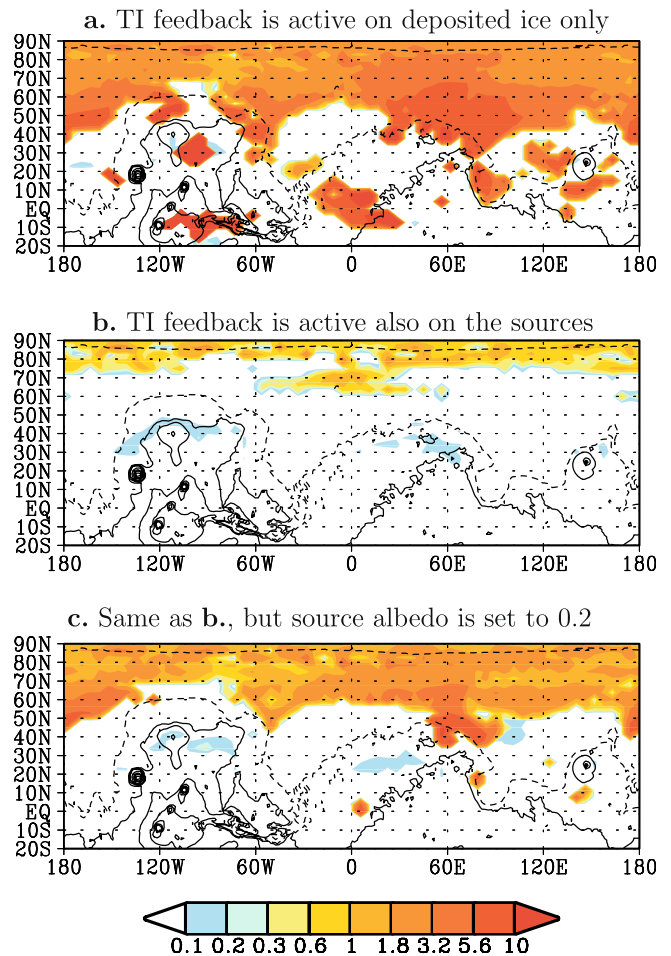 a. TI feedback is active on deposited ice only
90N
80N
70N
60N
50N
40N
30N
20N
10N
EQ
10S
20S
180 120W 60W 0 60E 120E 180
b. TI feedback is active also on the sources
90N
80N
70N
60N
50N
40N
30N
20N
10N
EQ
10S
20S
180 120W 60W 0 60E 120E 180
c. Same as b., but source albedo is set to 0.2
90N
80N
70N
60N
50N
40N
30N
20N
10N
EQ
10S
20S
180 120W 60W 0 60E 120E 180
0.1 0.2 0.3 0.6 1 1.8 3.2 5.6 10